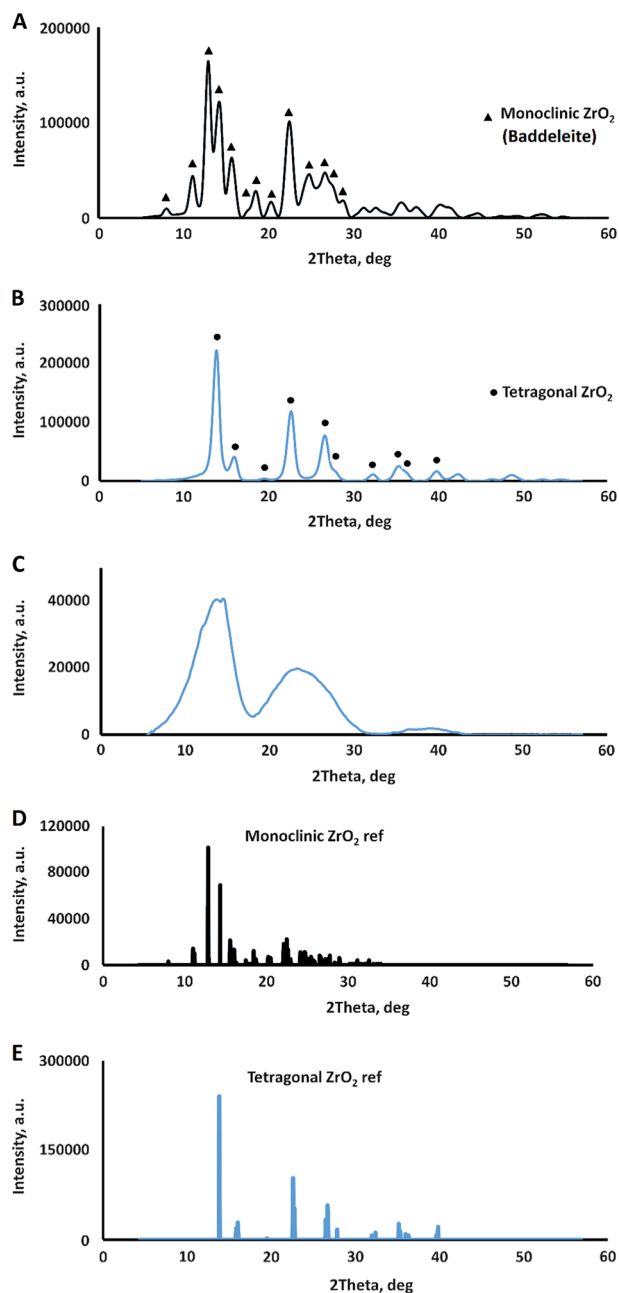 A
200000
100000
0
Intensity, a.u.
▲ Monoclinic ZrO₂
(Baddeleite)
0 10 20 30 40 50 60
2Theta, deg
B
300000
200000
100000
0
Intensity, a.u.
● Tetragonal ZrO₂
0 10 20 30 40 50 60
2Theta, deg
C
40000
20000
0
Intensity, a.u.
0 10 20 30 40 50 60
2Theta, deg
D
Monoclinic ZrO₂ ref
120000
80000
40000
0
Intensity, a.u.
0 10 20 30 40 50 60
2Theta, deg
E
Tetragonal ZrO₂ ref
300000
150000
0
Intensity, a.u.
0 10 20 30 40 50 60
2Theta, deg